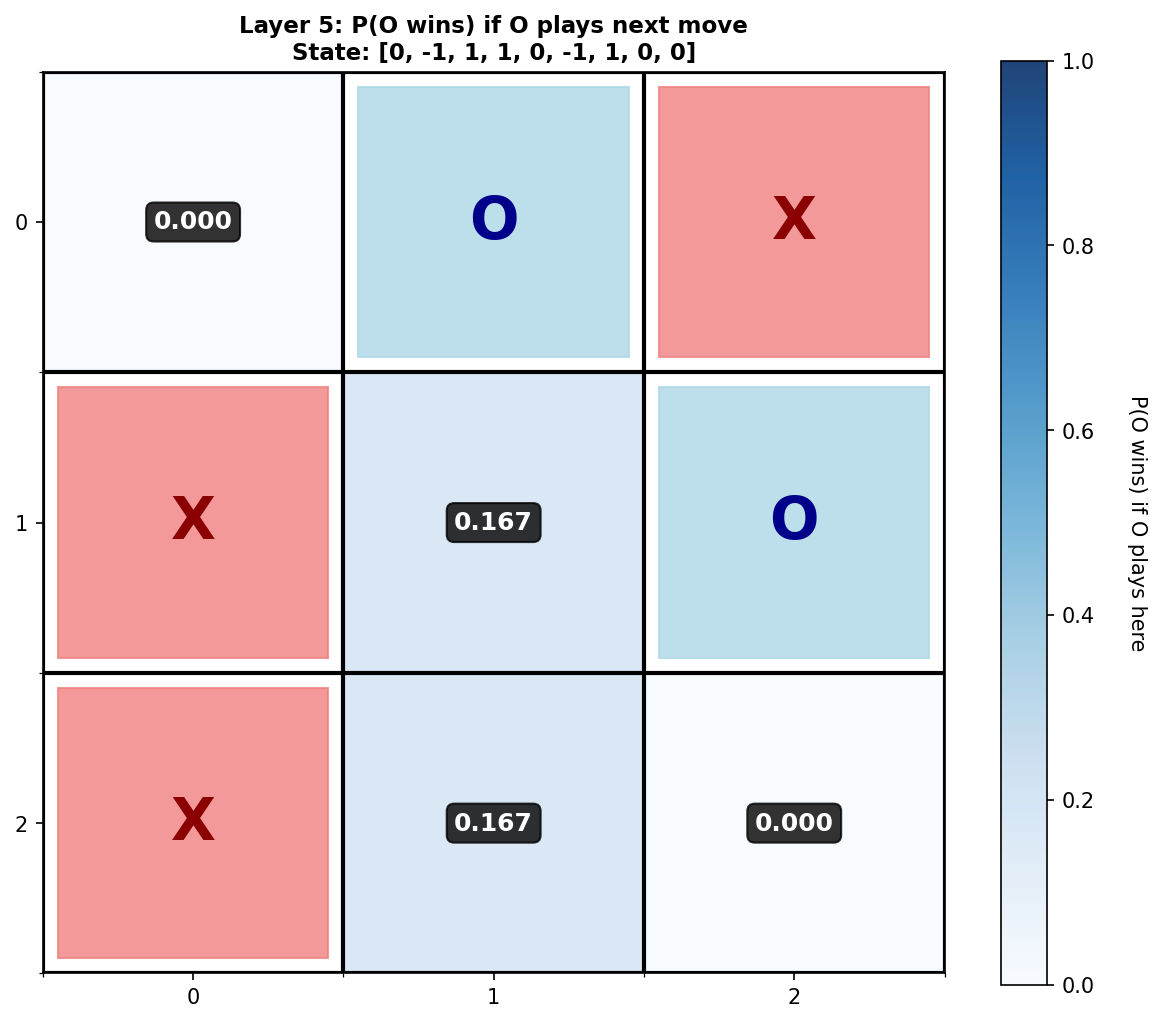 Layer 5: P(O wins) if O plays next move
State: [0, -1, 1, 1, 0, -1, 1, 0, 0]
1.0
0.8
0.6
0.4
0.2
0.0
P(O wins) if O plays here
0
0.000
O
X
1
X
0.167
O
2
X
0.167
0.000
0
1
2